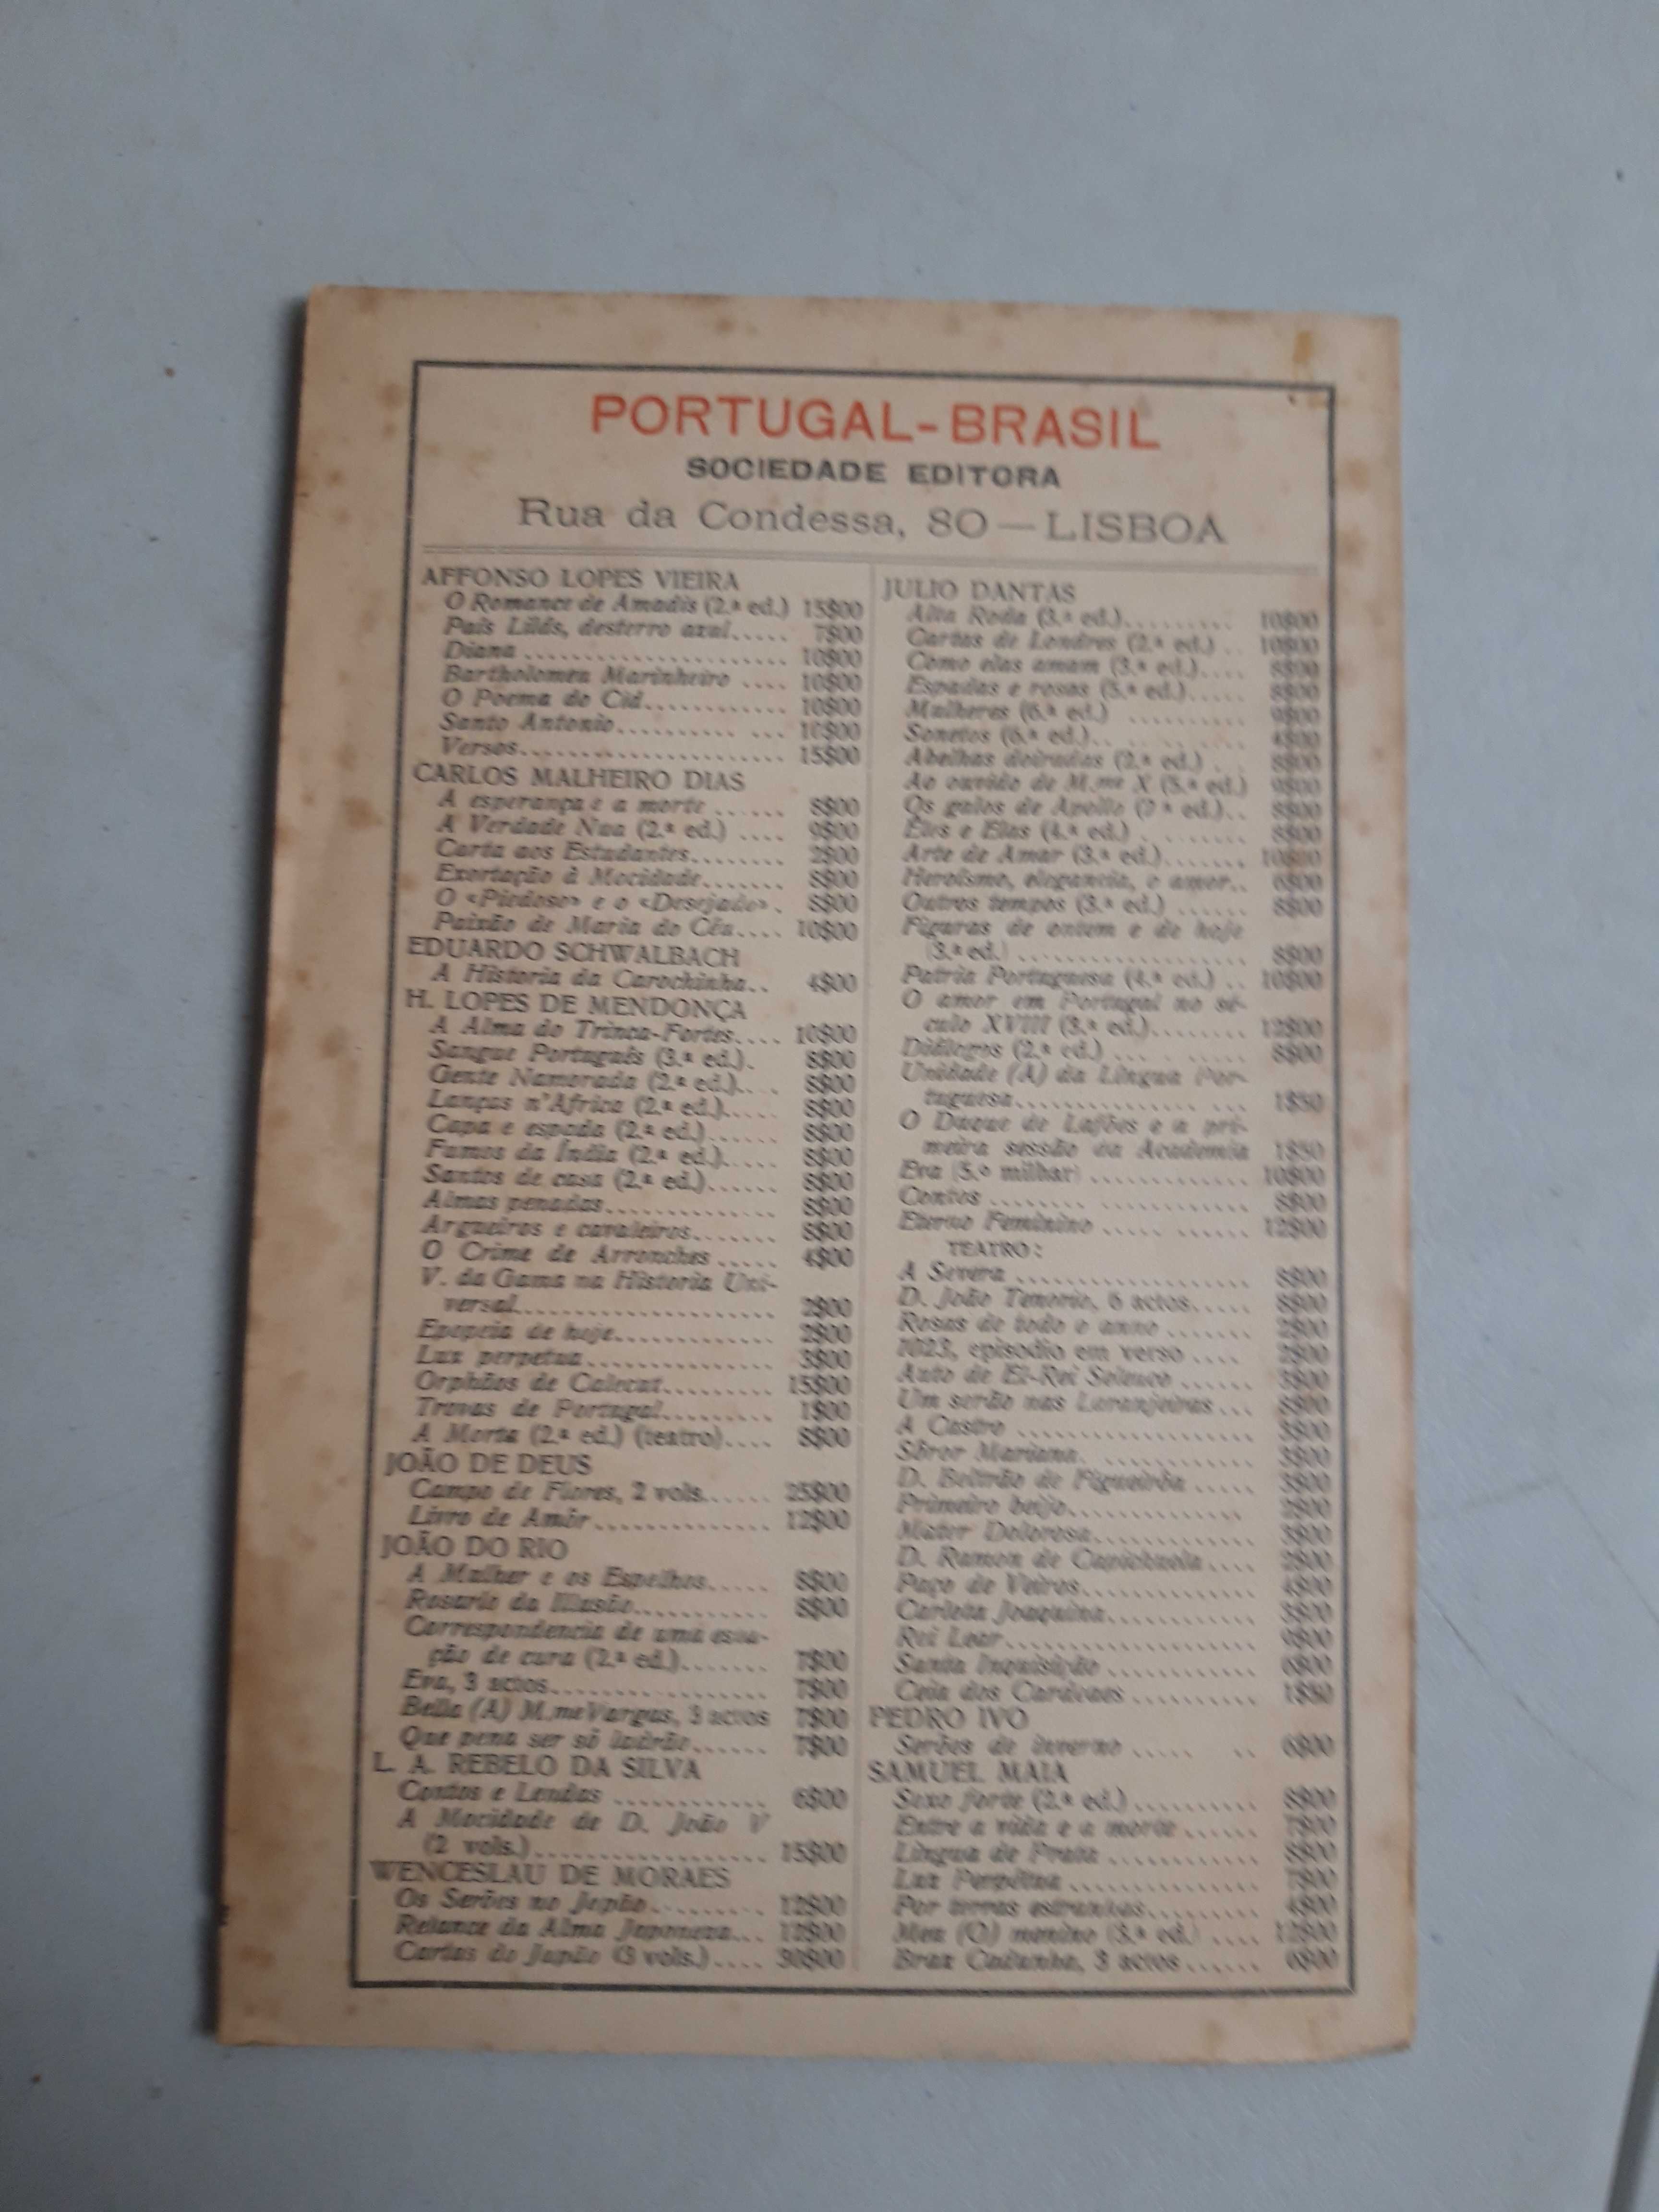 PORTUGAL-BRASIL
SOCIEDADE EDITORA
Rua da Condessa, 80 — LISBOA
AFFONSO LOPES VIEIRA
O Romance de Amadis (2.ª ed.) 15$00
País Lilás, desterro azul..... 7$00
Diana ...................... 10$00
Bartholomeu Marinheiro .... 10$00
O Poema do Cid............ 10$00
Santo Antonio.......... ... 10$00
Versos...................... 15$00
CARLOS MALHEIRO DIAS
A esperança e a morte ...... 8$00
A Verdade Nua (2.ª ed.) .... 9$00
Carta aos Estudantes........ 2$00
Exortação á Mocidade....... 8$00
O «Piedoso» e o «Desejado». 8$00
Paixão de Maria do Céu.... 10$00
EDUARDO SCHWALBACH
A Historia da Carochinha.. 4$00
H. LOPES DE MENDONÇA
A Alma do Trinca-Fortes.... 10$00
Sangue Português (3.ª ed.). 8$00
Gente Namorada (2.ª ed.)... 8$00
Lanças n'Africa (2.ª ed.)..... 8$00
Capa e espada (2.ª ed.)...... 8$00
Fumos da Índia (2.ª ed.)..... 8$00
Santos de casa (2.ª ed.)...... 8$00
Almas penadas.............. 8$00
Argueiros e cavaleiros....... 8$00
O Crime de Arronches ..... 4$00
V. da Gama na Historia Uni-
versal..................... 2$00
Epopeia de hoje............. 2$00
Luz perpetua................ 3$00
Orphãos de Calecut......... 15$00
Trovas de Portugal......... 1$00
A Morta (2.ª ed.) (teatro).... 8$00
JOÃO DE DEUS
Campo de Flores, 2 vols...... 25$00
Livro de Amôr.............. 12$00
JOÃO DO RIO
A Mulher e os Espelhos..... 8$00
Rosario da Illusão........... 8$00
Correspondencia de uma esta-
ção de cura (2.ª ed.)....... 7$00
Eva, 3 actos................ 7$00
Bella (A) M.me Vargas, 3 actos 7$00
Que pena ser só ladrão...... 7$00
L. A. REBELO DA SILVA
Contos e Lendas ............ 6$00
A Mocidade de D. João V
(2 vols.).................. 15$00
WENCESLAU DE MORAES
Os Serões no Japão......... 12$00
Relance da Alma Japoneza... 12$00
Cartas do Japão (3 vols.).... 30$00
JULIO DANTAS
Alta Roda (3.ª ed.)......... 10$00
Cartas de Londres (2.ª ed.) .. 10$00
Como elas amam (3.ª ed.).... 8$00
Espadas e rosas (5.ª ed.)..... 8$00
Mulheres (6.ª ed.) .......... 9$00
Sonetos (6.ª ed.).. .. ....... 4$00
Abelhas doiradas (2.ª ed.) . . 8$00
Ao ouvido de M.me X (5.ª ed.) 9$00
Os galos de Apollo (2.ª ed.).. 8$00
Êles e Elas (4.ª ed.) . ....... 8$00
Arte de Amar (3.ª ed.)....... 10$00
Heroísmo, elegancia, o amor.. 6$00
Outros tempos (3.ª ed.) ...... 8$00
Figuras de ontem e de hoje
(3.ª ed.) ................... 8$00
Patria Portuguesa (4.ª ed.) .. 10$00
O amor em Portugal no sé-
culo XVIII (3.ª ed.)........ 12$00
Diálogos (2.ª ed.) ... . ..... 8$00
Unidade (A) da Lingua Por-
tuguesa............... ... 1$50
O Duque de Lafões e a pri-
meira sessão da Academia 1$50
Eva (5.º milhar) ............. 10$00
Contos ....... ............ 8$00
Eterno Feminino ..... ...... 12$00
TEATRO:
A Severa .................... 8$00
D. João Tenorio, 5 actos..... 8$00
Rosas de todo o anno ....... 2$00
1023, episodio em verso .... 2$00
Auto de El-Rei Seleuco ...... 3$00
Um serão nas Laranjeiras... 8$00
A Castro .................... 3$00
Sóror Mariana. ............. 3$00
D. Beltrão de Figueirôa ..... 3$00
Primeiro beijo............... 2$00
Mater Dolorosa.............. 3$00
D. Ramon de Capichuela .... 2$00
Paço de Veiros............... 4$00
Carlota Joaquina............ 3$00
Rei Lear.....................
Santa Inquisição ............ 6$00
Ceia dos Cardeaes .......... 1$50
PEDRO IVO
Serões de inverno ..... .. 6$00
SAMUEL MAIA
Sexo forte (2.ª ed.).......... 8$00
Entre a vida e a morte ...... 7$00
Lingua de Prata ............ 8$00
Luz Perpétua ............... 7$00
Por terras estranhas......... 4$00
Meu (O) menino (3.ª ed.) .... 12$00
Braz Cadunha, 3 actos...... 6$00